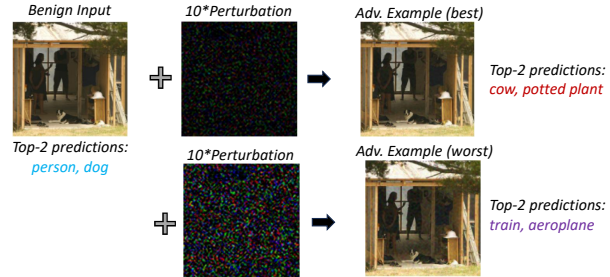 Benign Input
10*Perturbation
Adv. Example (best)
Top-2 predictions:
cow, potted plant
Top-2 predictions:
person, dog
10*Perturbation
Adv. Example (worst)
Top-2 predictions:
train, aeroplane